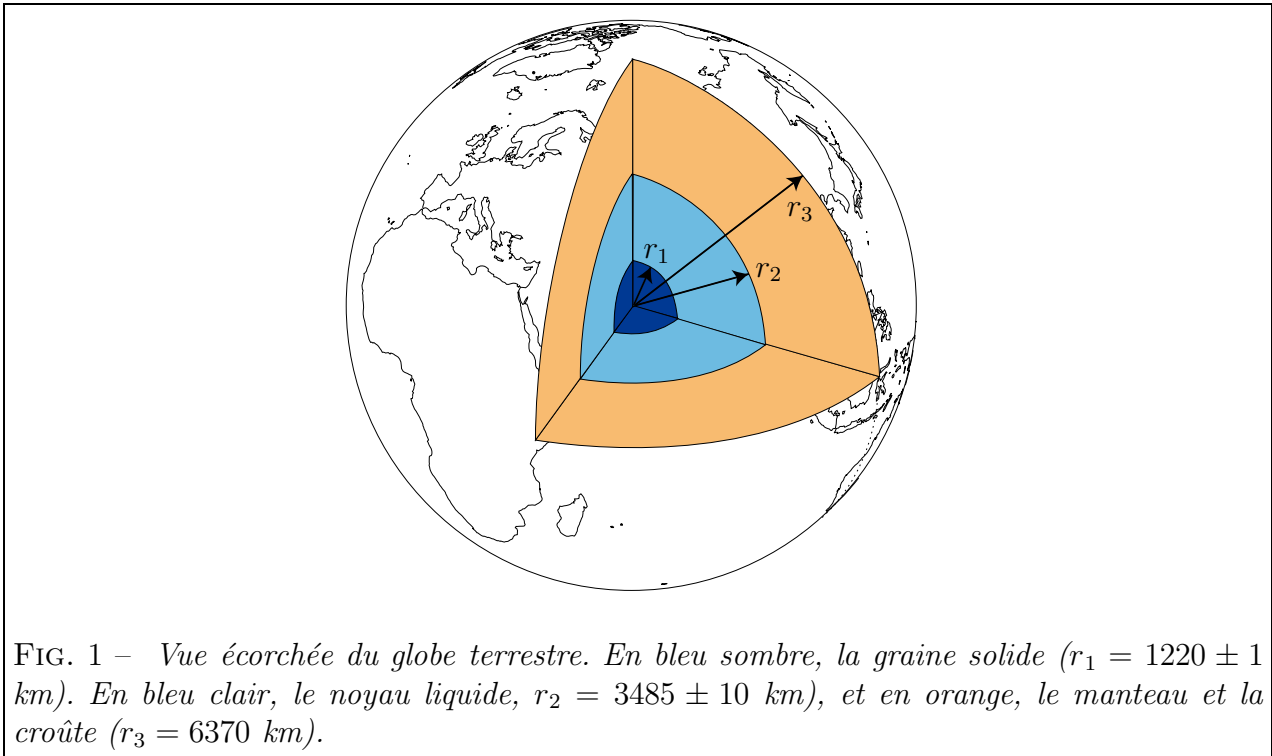 r₁
r₂
r₃
FIG. 1 – Vue écorchée du globe terrestre. En bleu sombre, la graine solide (r₁ = 1220 ± 1
km). En bleu clair, le noyau liquide, r₂ = 3485 ± 10 km), et en orange, le manteau et la
croûte (r₃ = 6370 km).